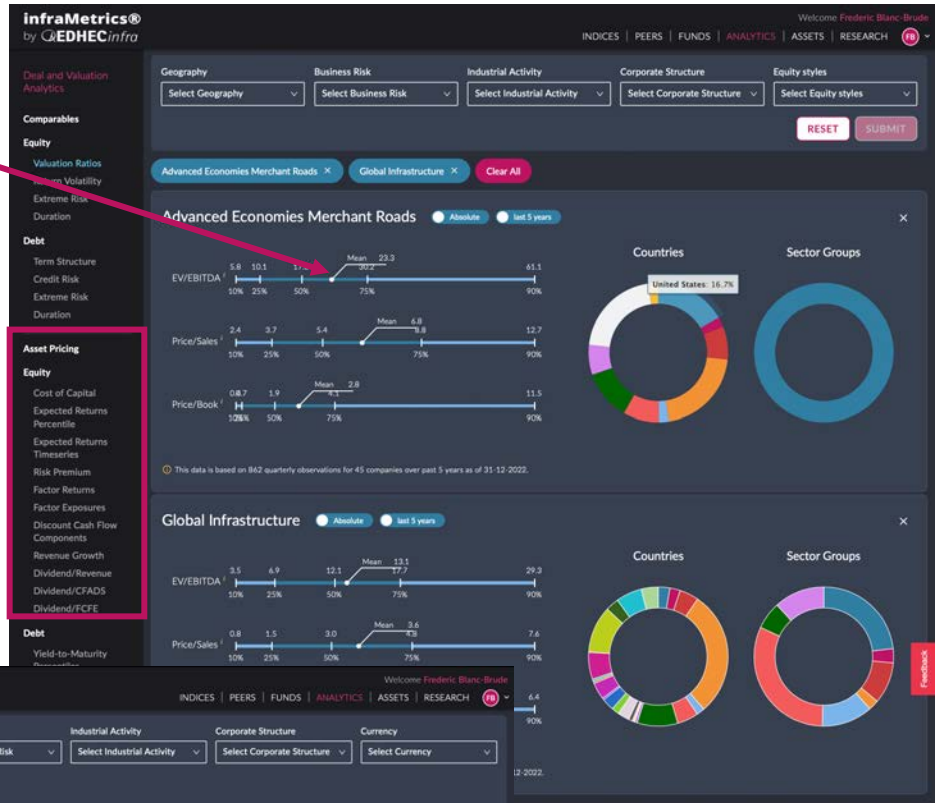 infraMetrics®
by EDHECinfra
Welcome Frederic Blanc-Brude
INDICES | PEERS | FUNDS | ANALYTICS | ASSETS | RESEARCH FB
Deal and Valuation
Analytics
Comparables
Equity
Valuation Ratios
Return Volatility
Extreme Risk
Duration
Debt
Term Structure
Credit Risk
Extreme Risk
Duration
Asset Pricing
Equity
Cost of Capital
Expected Returns
Percentile
Expected Returns
Timeseries
Risk Premium
Factor Returns
Factor Exposures
Discount Cash Flow
Components
Revenue Growth
Dividend/Revenue
Dividend/CFADS
Dividend/FCFE
Debt
Yield-to-Maturity
Geography Business Risk Industrial Activity Corporate Structure Equity styles
Select Geography Select Business Risk Select Industrial Activity Select Corporate Structure Select Equity styles
RESET SUBMIT
Advanced Economies Merchant Roads × Global Infrastructure × Clear All
Advanced Economies Merchant Roads Absolute last 5 years ×
Countries Sector Groups
United States: 16.7%
Mean 23.3
5.8 10.1 30.2 61.1
EV/EBITDA i
10% 25% 50% 75% 90%
Mean 6.8
2.4 3.7 5.4 8.8 12.7
Price/Sales i
10% 25% 50% 75% 90%
Mean 2.8
1.9 4.1 11.5
Price/Book i
50% 75% 90%
This data is based on 862 quarterly observations for 45 companies over past 5 years as of 31-12-2022.
Global Infrastructure Absolute last 5 years ×
Countries Sector Groups
Mean 13.1
3.5 6.9 12.1 17.7 29.3
EV/EBITDA i
10% 25% 50% 75% 90%
Mean 3.6
0.8 1.5 3.0 4.8 7.6
Price/Sales i
10% 25% 50% 75% 90%
6.4
90%
12-2022.
Feedback
Welcome Frederic Blanc-Brude
INDICES | PEERS | FUNDS | ANALYTICS | ASSETS | RESEARCH FB
Industrial Activity Corporate Structure Currency
Risk Select Industrial Activity Select Corporate Structure Select Currency